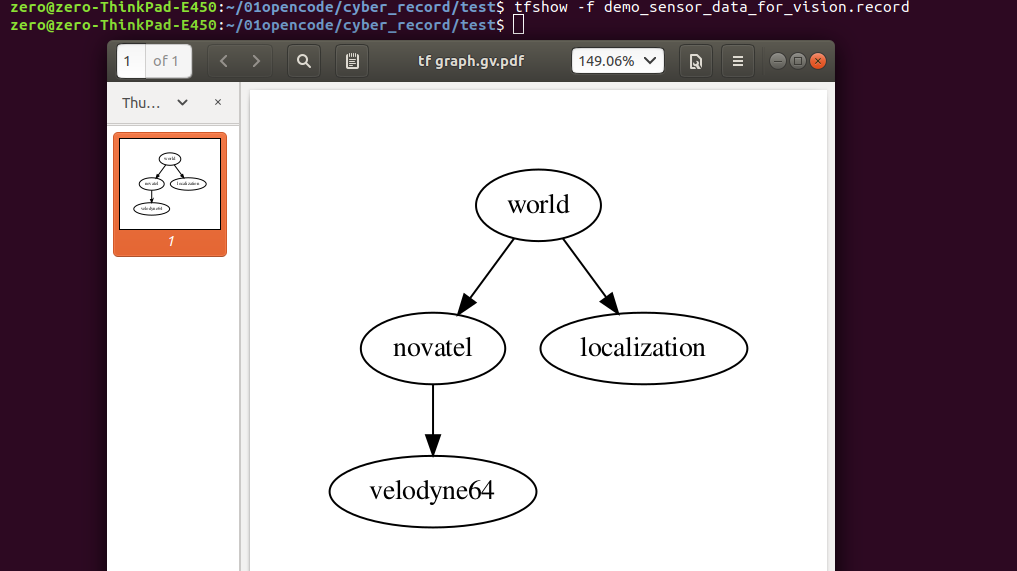 zero@zero-ThinkPad-E450:~/01opencode/cyber_record/test$ tfshow -f demo_sensor_data_for_vision.record
zero@zero-ThinkPad-E450:~/01opencode/cyber_record/test$
1 of 1 tf graph.gv.pdf 149.06%
Thu…
world
novatel localization
velodyne64
1
world
novatel localization
velodyne64